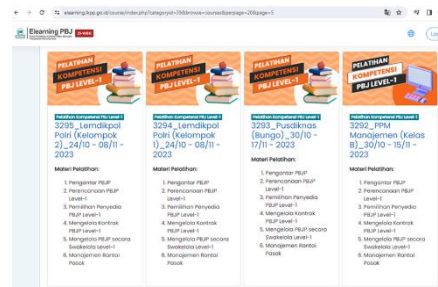 elearning.lkpp.go.id/course/index.php?categoryid=39&browse=courses&perpage=20&page=5
Elearning PBJ
PELATIHAN
KOMPETENSI
PBJ LEVEL-1
Pelatihan Kompetensi PBJ Level-1
3295_Lemdikpol
Polri (Kelompok
2)_24/10 - 08/11 -
2023
Materi Pelatihan:
1. Pengantar PBJP
2. Perencanaan PBJP
Level-1
3. Pemilihan Penyedia
PBJP Level-1
4. Mengelola Kontrak
PBJP Level-1
5. Mengelola PBJP secara
Swakelola Level-1
6. Manajemen Rantai
Pasok
PELATIHAN
KOMPETENSI
PBJ LEVEL-1
Pelatihan Kompetensi PBJ Level-1
3294_Lemdikpol
Polri (Kelompok
1)_24/10 - 08/11 -
2023
Materi Pelatihan:
1. Pengantar PBJP
2. Perencanaan PBJP
Level-1
3. Pemilihan Penyedia
PBJP Level-1
4. Mengelola Kontrak
PBJP Level-1
5. Mengelola PBJP secara
Swakelola Level-1
6. Manajemen Rantai
Pasok
PELATIHAN
KOMPETENSI
PBJ LEVEL-1
Pelatihan Kompetensi PBJ Level-1
3293_Pusdiknas
(Bungo)_30/10 -
17/11 - 2023
Materi Pelatihan:
1. Pengantar PBJP
2. Perencanaan PBJP
Level-1
3. Pemilihan Penyedia
PBJP Level-1
4. Mengelola Kontrak
PBJP Level-1
5. Mengelola PBJP secara
Swakelola Level-1
6. Manajemen Rantai
Pasok
PELATIHAN
KOMPETENSI
PBJ LEVEL-1
Pelatihan Kompetensi PBJ Level-1
3292_PPM
Manajemen (Kelas
B)_30/10 - 15/11 -
2023
Materi Pelatihan:
1. Pengantar PBJP
2. Perencanaan PBJP
Level-1
3. Pemilihan Penyedia
PBJP Level-1
4. Mengelola Kontrak
PBJP Level-1
5. Mengelola PBJP secara
Swakelola Level-1
6. Manajemen Rantai
Pasok